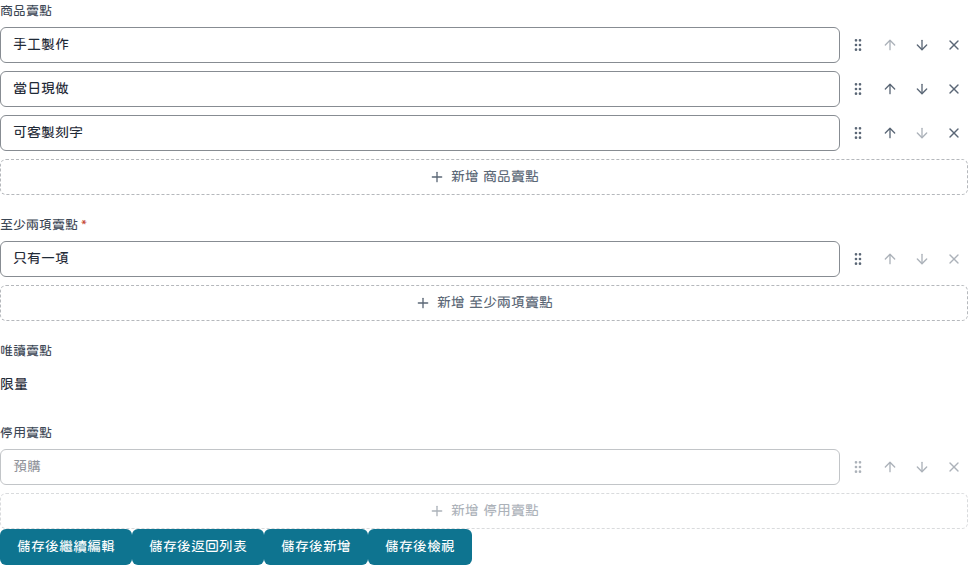 商品賣點
手工製作
當日現做
可客製刻字
新增 商品賣點
至少兩項賣點 *
只有一項
新增 至少兩項賣點
唯讀賣點
限量
停用賣點
預購
新增 停用賣點
儲存後繼續編輯 儲存後返回列表 儲存後新增 儲存後檢視